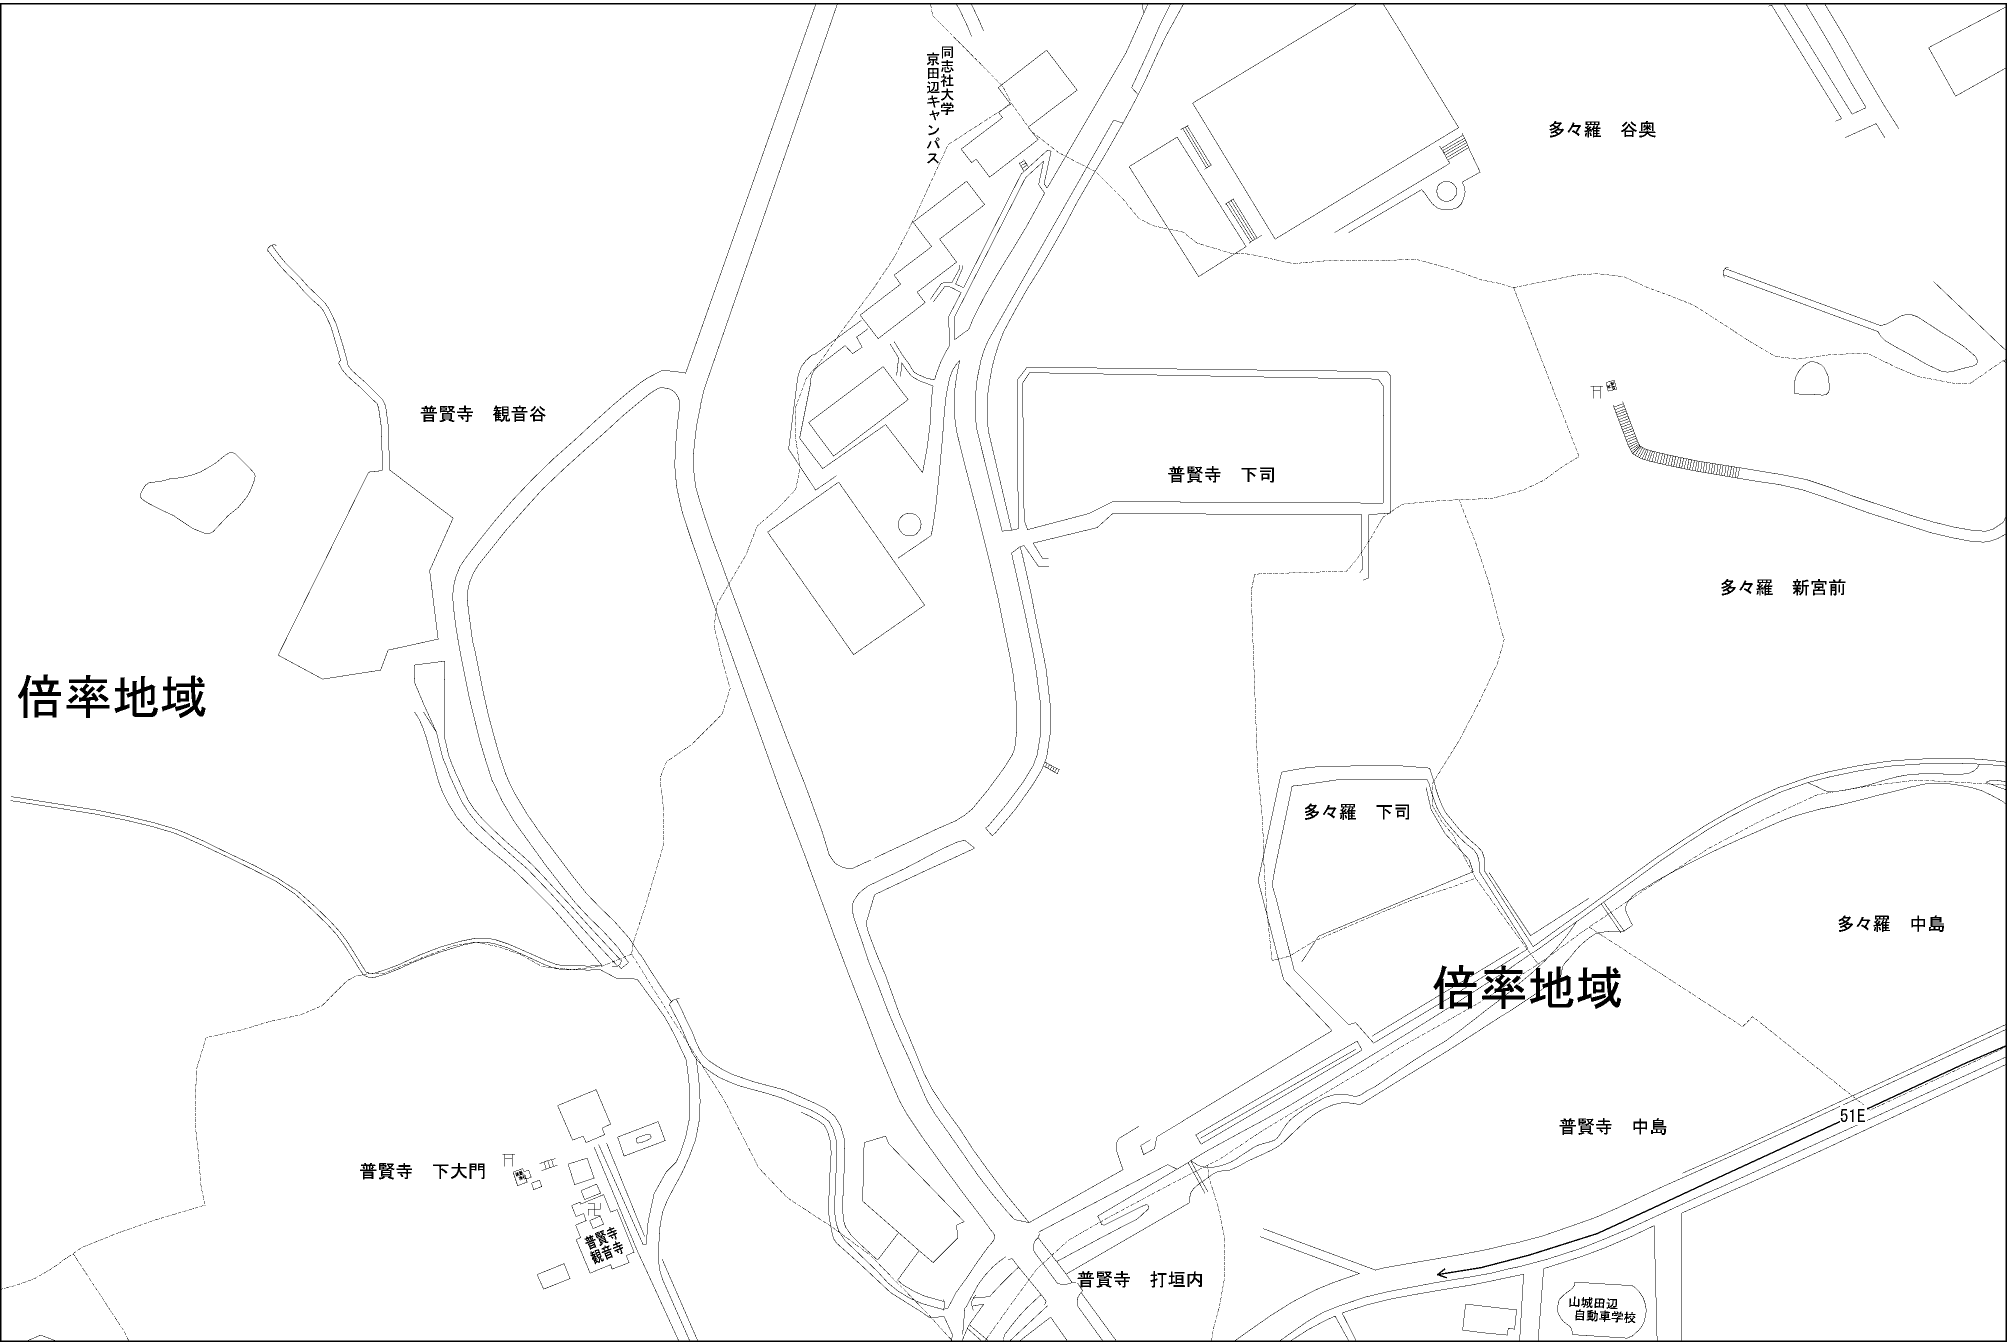 同志社大学
京田辺キャンパス
多々羅　谷奥
普賢寺　観音谷
普賢寺　下司
多々羅　新宮前
倍率地域
多々羅　下司
多々羅　中島
倍率地域
51E
普賢寺　中島
普賢寺　下大門
普賢寺
観音寺
普賢寺　打垣内
山城田辺
自動車学校